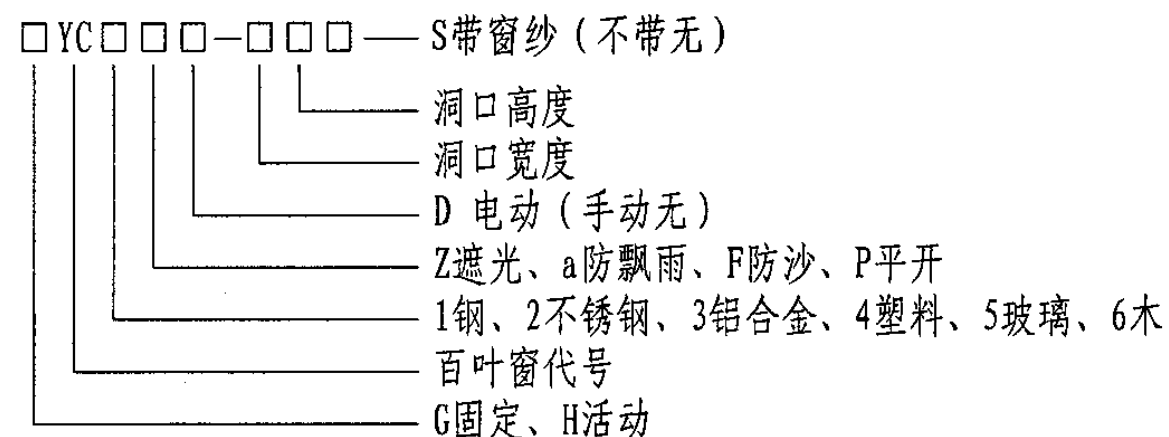 □YC□□□-□□□ — S带窗纱(不带无)
洞口高度
洞口宽度
D 电动(手动无)
Z遮光、a防飘雨、F防沙、P平开
1钢、2不锈钢、3铝合金、4塑料、5玻璃、6木
百叶窗代号
G固定、H活动